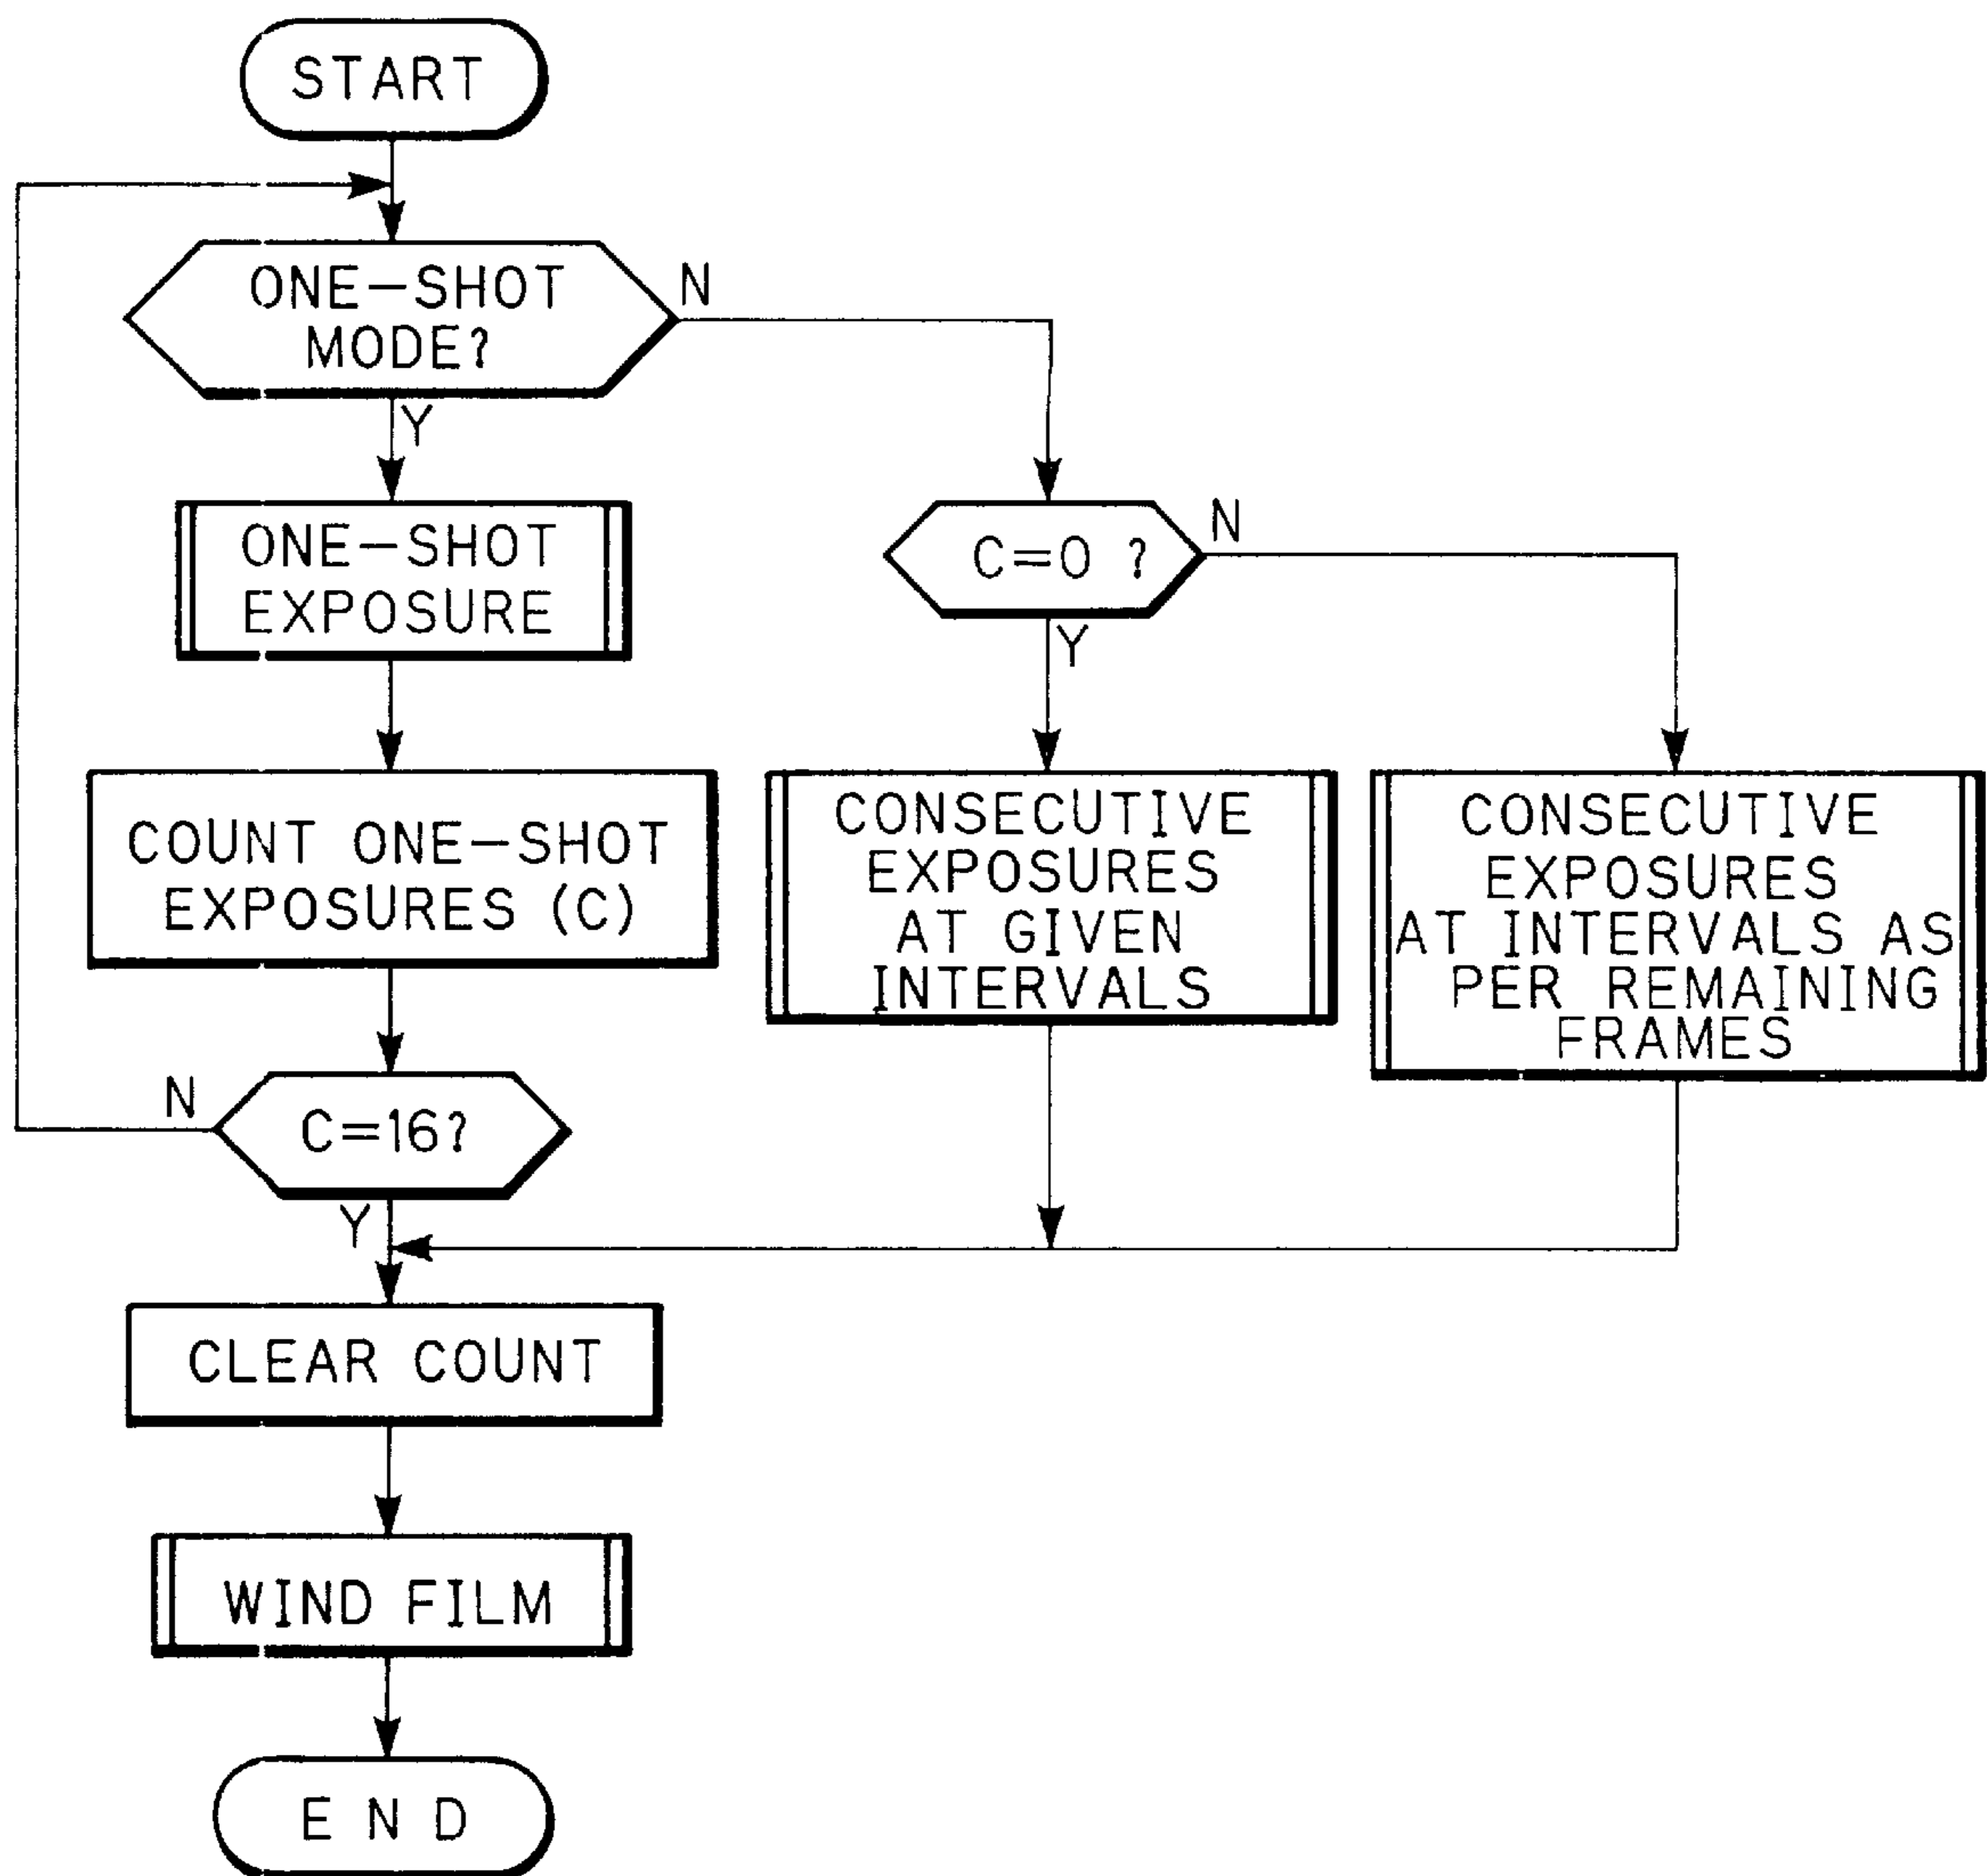 START
ONE-SHOT
MODE?
N
Y
ONE-SHOT
EXPOSURE
C=0 ?
N
Y
COUNT ONE-SHOT
EXPOSURES (C)
CONSECUTIVE
EXPOSURES
AT GIVEN
INTERVALS
CONSECUTIVE
EXPOSURES
AT INTERVALS AS
PER REMAINING
FRAMES
N
C=16?
Y
CLEAR COUNT
WIND FILM
END